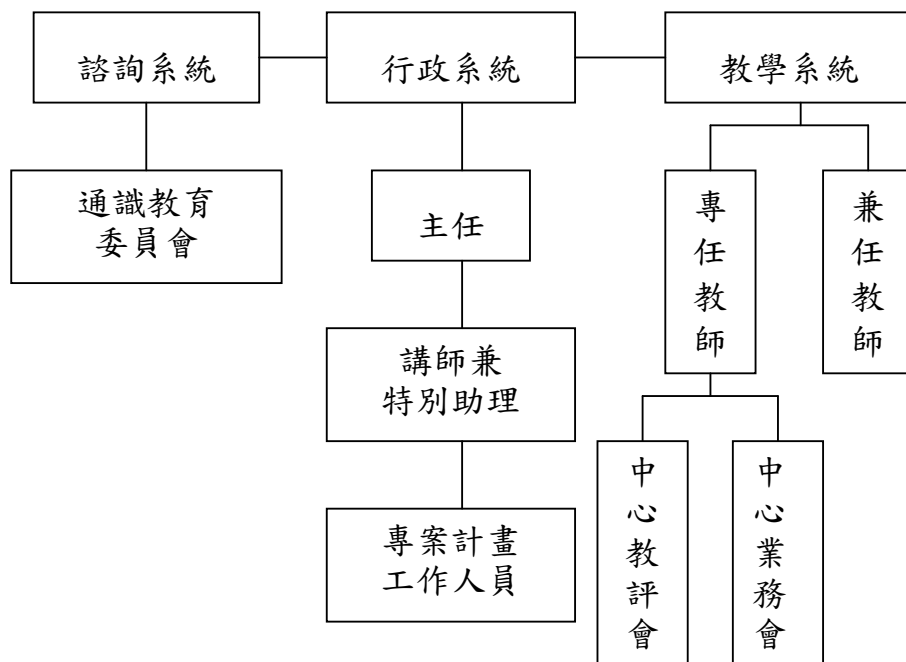 諮詢系統
行政系統
教學系統
通識教育
委員會
主任
專任教師
兼任教師
講師兼
特別助理
中心教評會
中心業務會
專案計畫
工作人員